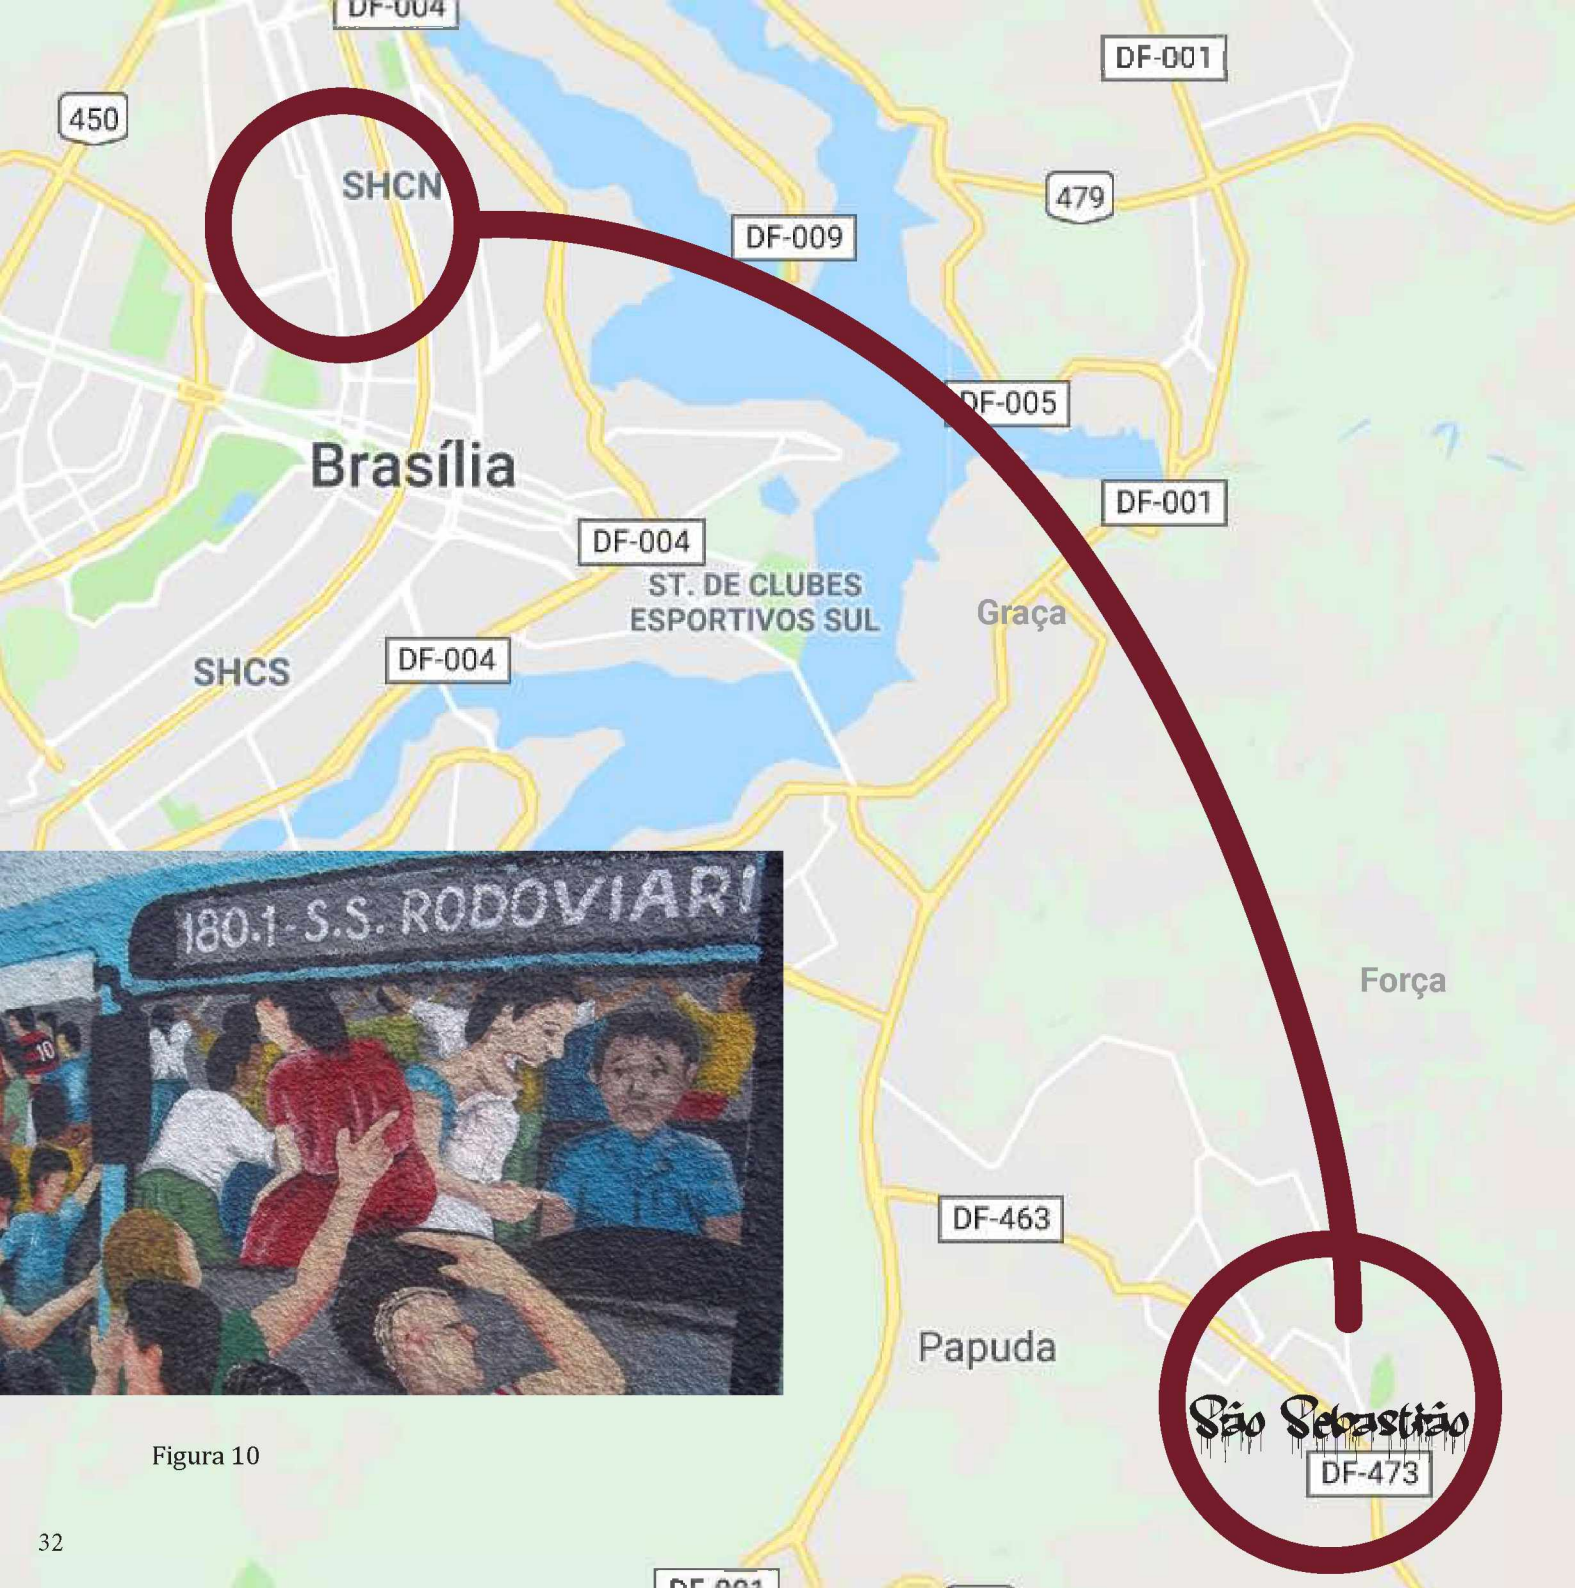 DF-004
DF-001
450
SHCN
479
DF-009
DF-005
Brasília
DF-001
DF-004
ST. DE CLUBES
ESPORTIVOS SUL
Graça
DF-004
SHCS
180.1-S.S. RODOVIARI
Força
10
DF-463
Papuda
São Sebastião
DF-473
Figura 10
32